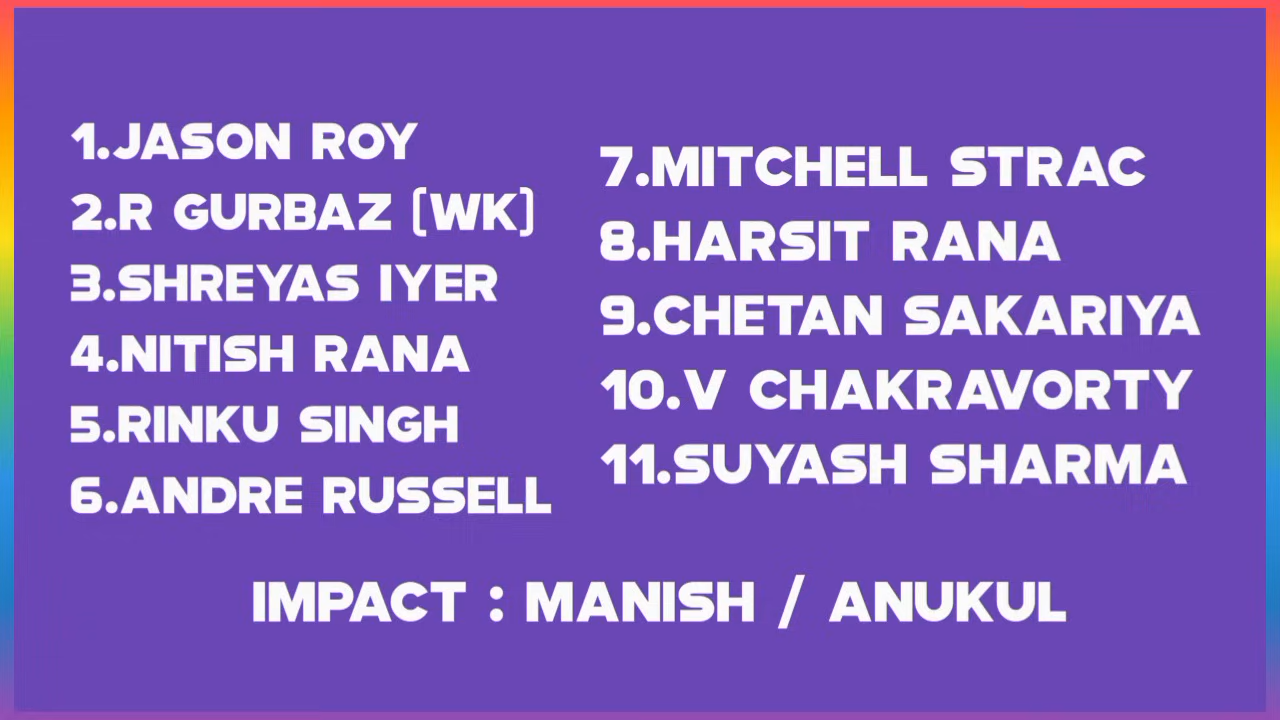 1.JASON ROY
2.R GURBAZ (WK)
3.SHREYAS IYER
4.NITISH RANA
5.RINKU SINGH
6.ANDRE RUSSELL
7.MITCHELL STRAC
8.HARSIT RANA
9.CHETAN SAKARIYA
10.V CHAKRAVORTY
11.SUYASH SHARMA
IMPACT : MANISH / ANUKUL